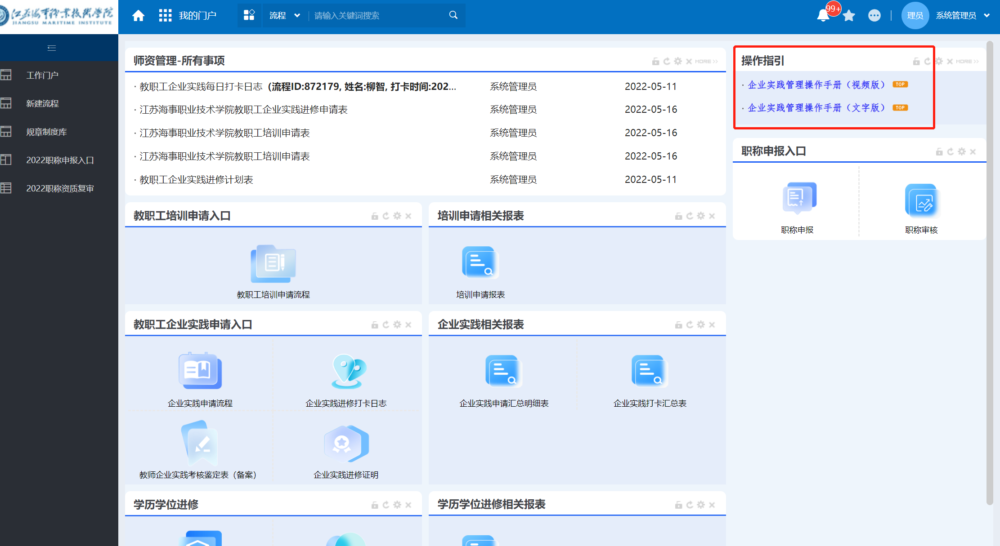 江苏海事职业技术学院
JIANGSU MARITIME INSTITUTE
我的门户
流程
请输入关键词搜索
99+
理员
系统管理员
工作门户
新建流程
规章制度库
2022职称申报入口
2022职称资质复审
师资管理-所有事项
MORE
· 教职工企业实践每日打卡日志（流程ID:872179, 姓名:柳智, 打卡时间:202... 系统管理员 2022-05-11
· 江苏海事职业技术学院教职工企业实践进修申请表 系统管理员 2022-05-16
· 江苏海事职业技术学院教职工培训申请表 系统管理员 2022-05-16
· 江苏海事职业技术学院教职工培训申请表 系统管理员 2022-05-16
· 教职工企业实践进修计划表 系统管理员 2022-05-11
操作指引
MORE
· 企业实践管理操作手册（视频版） TOP
· 企业实践管理操作手册（文字版） TOP
职称申报入口
职称申报
职称审核
教职工培训申请入口
教职工培训申请流程
培训申请相关报表
培训申请报表
教职工企业实践申请入口
企业实践申请流程
企业实践进修打卡日志
教师企业实践考核鉴定表（备案）
企业实践进修证明
企业实践相关报表
企业实践申请汇总明细表
企业实践打卡汇总表
学历学位进修
学历学位进修相关报表